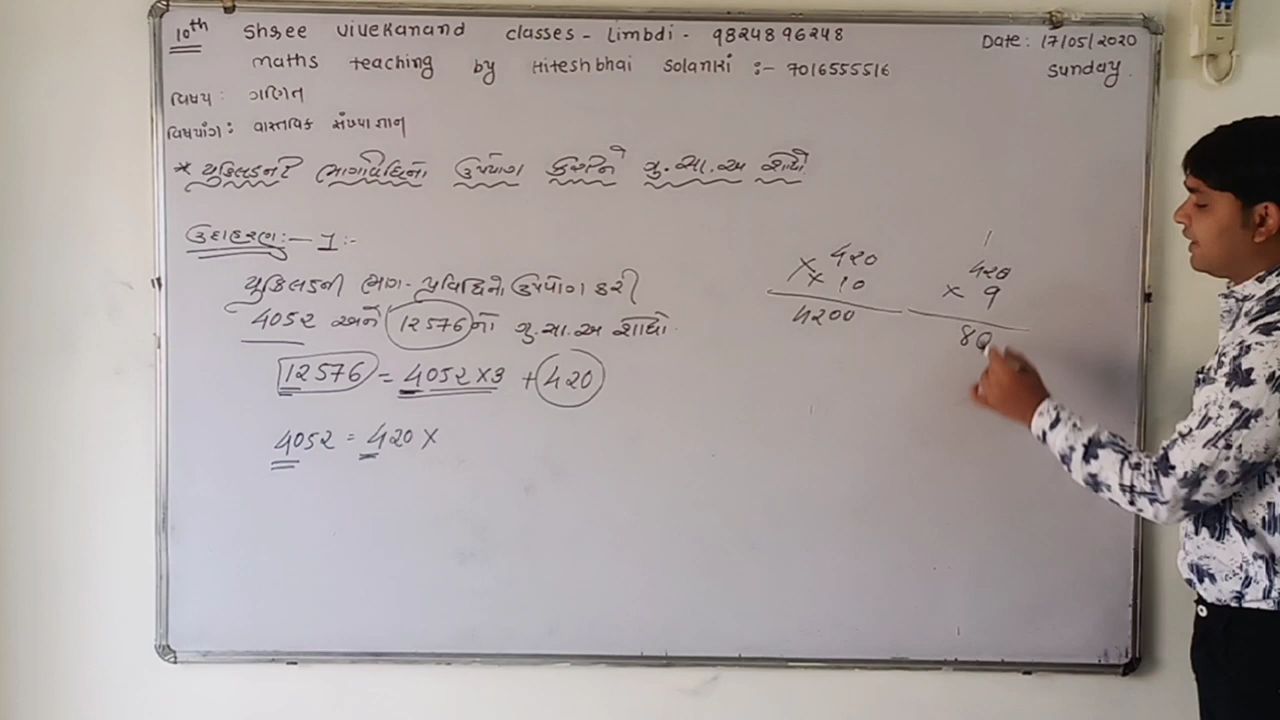 10th Shree Vivekanand classes - Limbdi - 9824896248
Date: 17/05/2020
maths teaching by Hiteshbhai Solanki :- 7016555516
Sunday.
વિષય : ગણિત
વિષયાંગ : વાસ્તવિક સંખ્યાજ્ઞાન
* યુક્લિડની ભાગવિધિનો ઉપયોગ કરીને ગુ.સા.અ શોધો.
ઉદાહરણ :- 1 :-
યુક્લિડની ભાગ-પ્રવિધિનો ઉપયોગ કરી
4052 અને 12576નો ગુ.સા.અ શોધો.
12576 = 4052 x 3 + 420
4052 = 420 x
420
x 10
4200
1
420
x 9
80